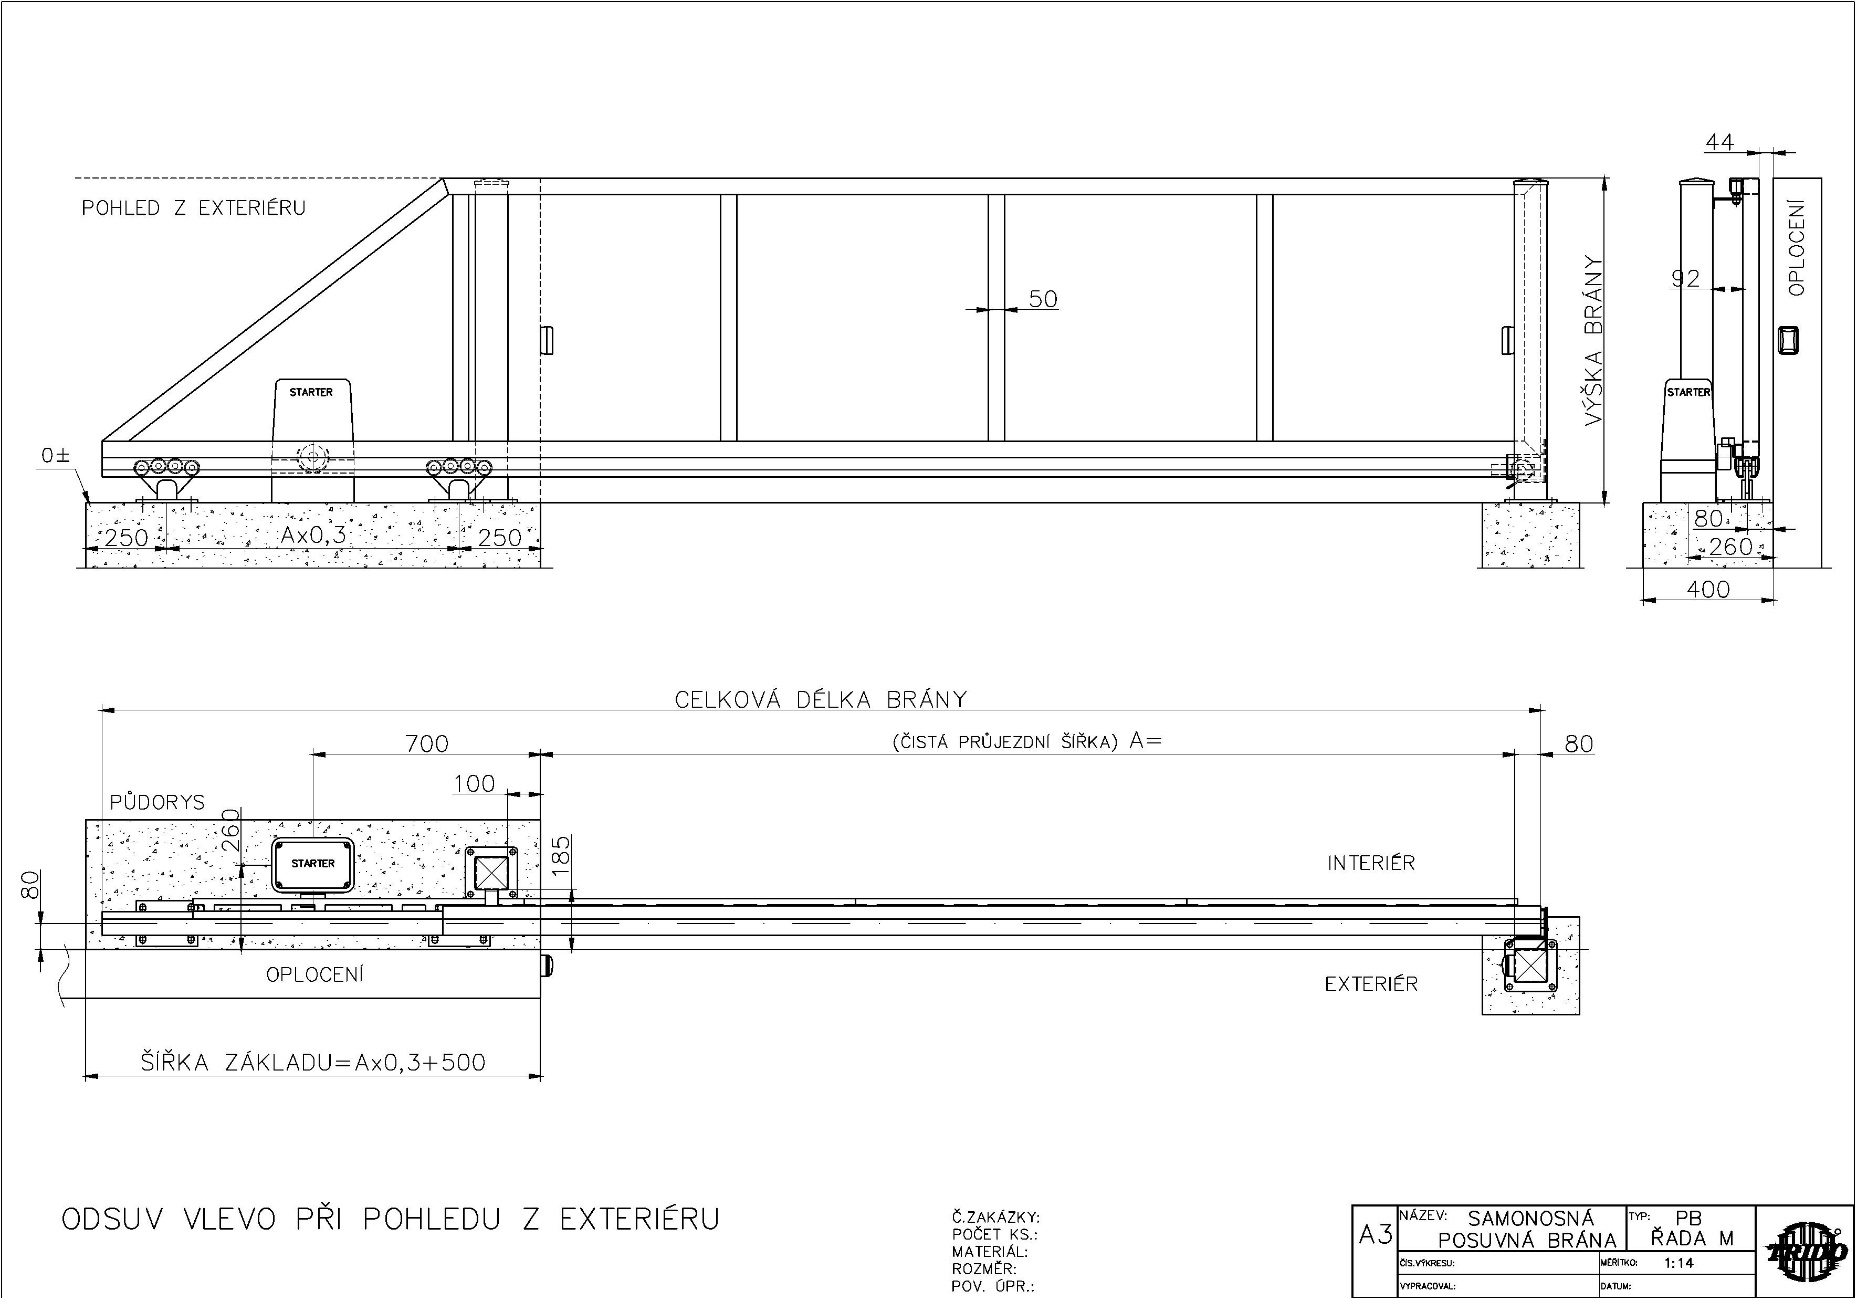 44
POHLED Z EXTERIÉRU
OPLOCENÍ
92
50
VÝŠKA BRÁNY
STARTER
STARTER
0±
250
Ax0,3
250
80
260
400
CELKOVÁ DÉLKA BRÁNY
700
(ČISTÁ PRŮJEZDNÍ ŠÍŘKA) A=
80
100
PŮDORYS
260
185
STARTER
INTERIÉR
80
OPLOCENÍ
EXTERIÉR
ŠÍŘKA ZÁKLADU=Ax0,3+500
ODSUV VLEVO PŘI POHLEDU Z EXTERIÉRU
Č.ZAKÁZKY:
POČET KS.:
MATERIÁL:
ROZMĚR:
POV. ÚPR.:
A3
NÁZEV: SAMONOSNÁ
POSUVNÁ BRÁNA
TYP: PB
ŘADA M
ČÍS.VÝKRESU:
MĚŘÍTKO: 1:14
VYPRACOVAL:
DATUM:
TRIDO